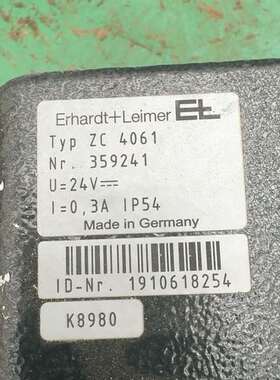 Erhardt+Leimer E+L
Typ ZC 4061
Nr. 359241
U=24V⎓
I=0,3A IP54
Made in Germany
ID-Nr. 1910618254
K8980